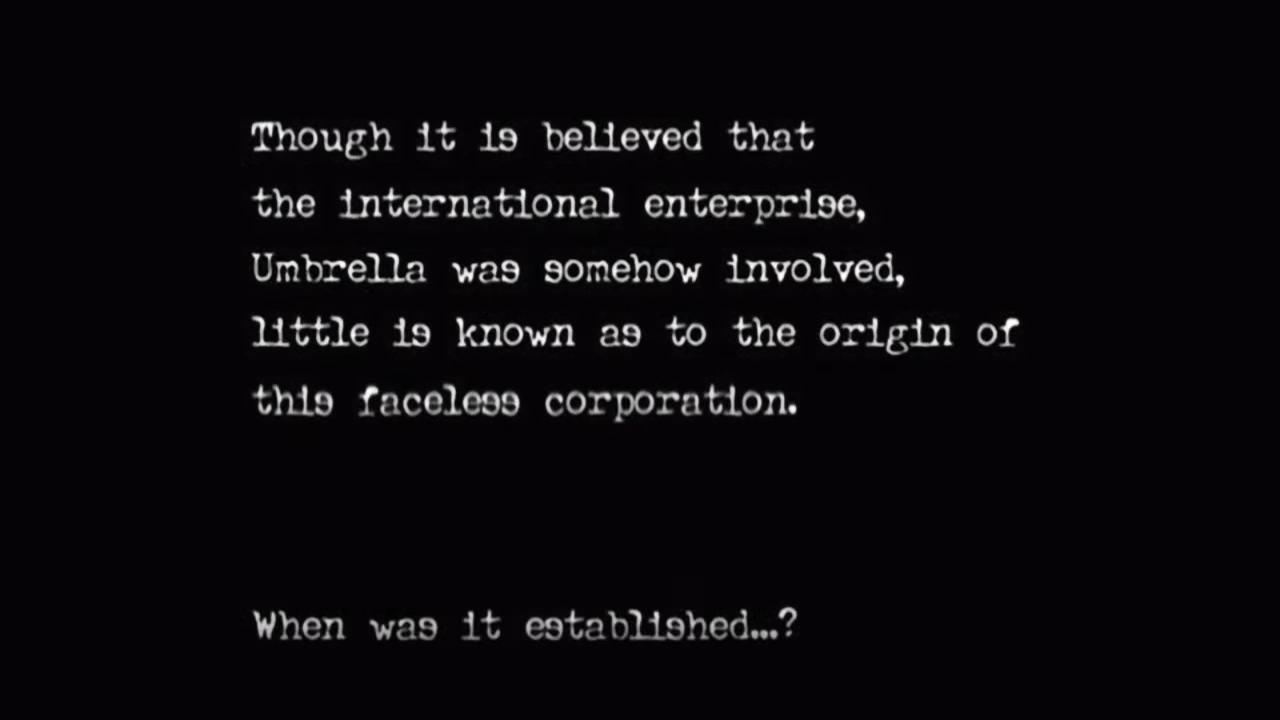 Though it is believed that
the international enterprise,
Umbrella was somehow involved,
little is known as to the origin of
this faceless corporation.
When was it established...?